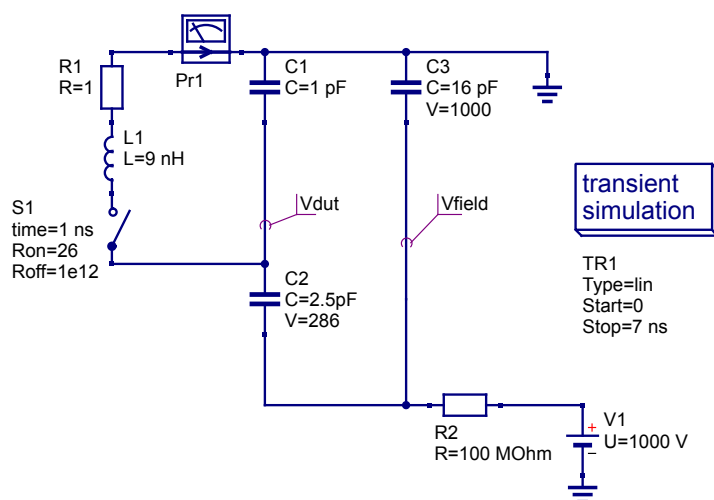 R1
R=1
Pr1
C1
C=1 pF
C3
C=16 pF
V=1000
L1
L=9 nH
S1
time=1 ns
Ron=26
Roff=1e12
Vdut
Vfield
transient
simulation
TR1
Type=lin
Start=0
Stop=7 ns
C2
C=2.5pF
V=286
R2
R=100 MOhm
V1
U=1000 V
+
−